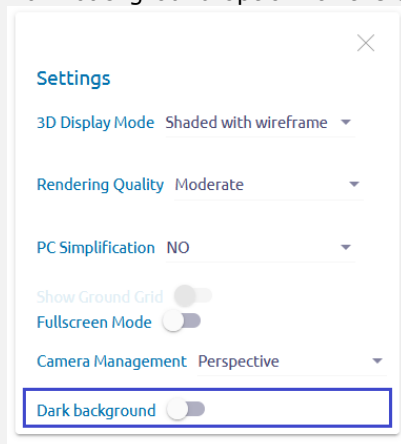 Settings
3D Display Mode Shaded with wireframe
Rendering Quality Moderate
PC Simplification NO
Show Ground Grid
Fullscreen Mode
Camera Management Perspective
Dark background